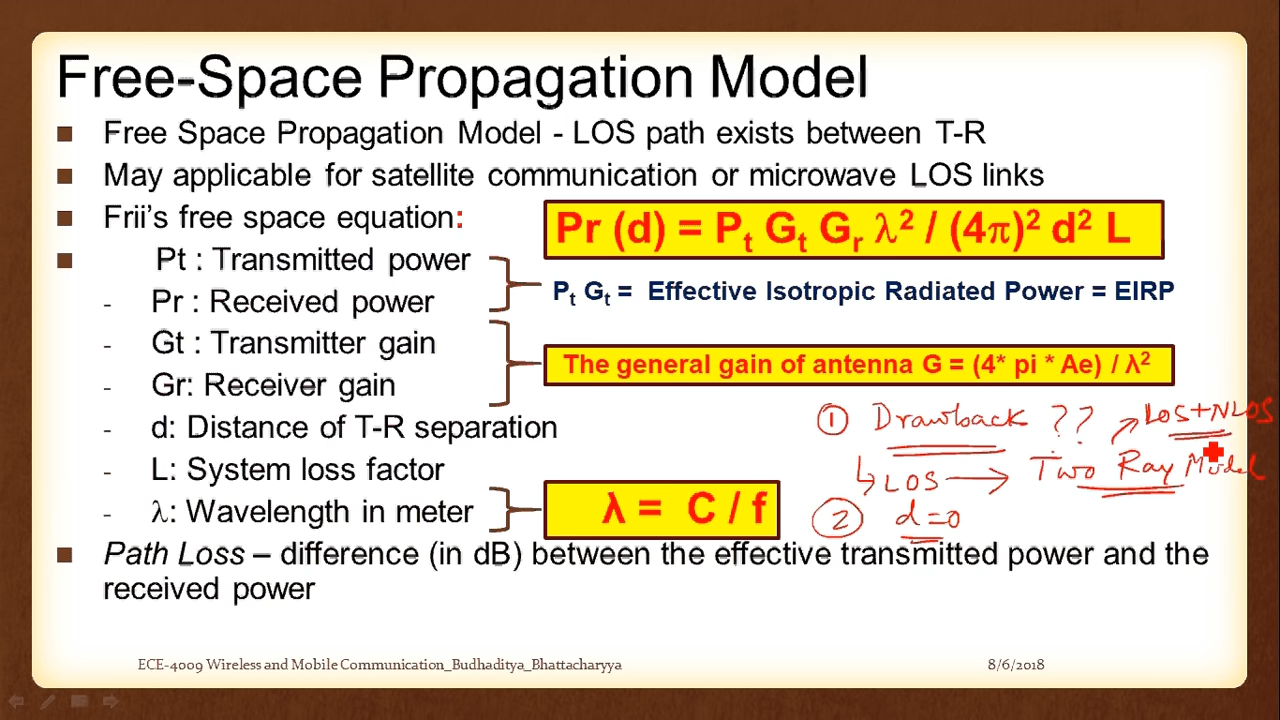 Free-Space Propagation Model
Free Space Propagation Model - LOS path exists between T-R
May applicable for satellite communication or microwave LOS links
Frii's free space equation:
Pr (d) = Pt Gt Gr λ² / (4π)² d² L
Pt : Transmitted power
Pr : Received power
Pt Gt = Effective Isotropic Radiated Power = EIRP
Gt : Transmitter gain
The general gain of antenna G = (4* pi * Ae) / λ²
Gr: Receiver gain
d: Distance of T-R separation
① Drawback ?? ↗ LOS+NLOS
L: System loss factor
↳ LOS → Two Ray Model
λ: Wavelength in meter
λ = C / f
② d=0
Path Loss – difference (in dB) between the effective transmitted power and the
received power
ECE-4009 Wireless and Mobile Communication_Budhaditya_Bhattacharyya
8/6/2018